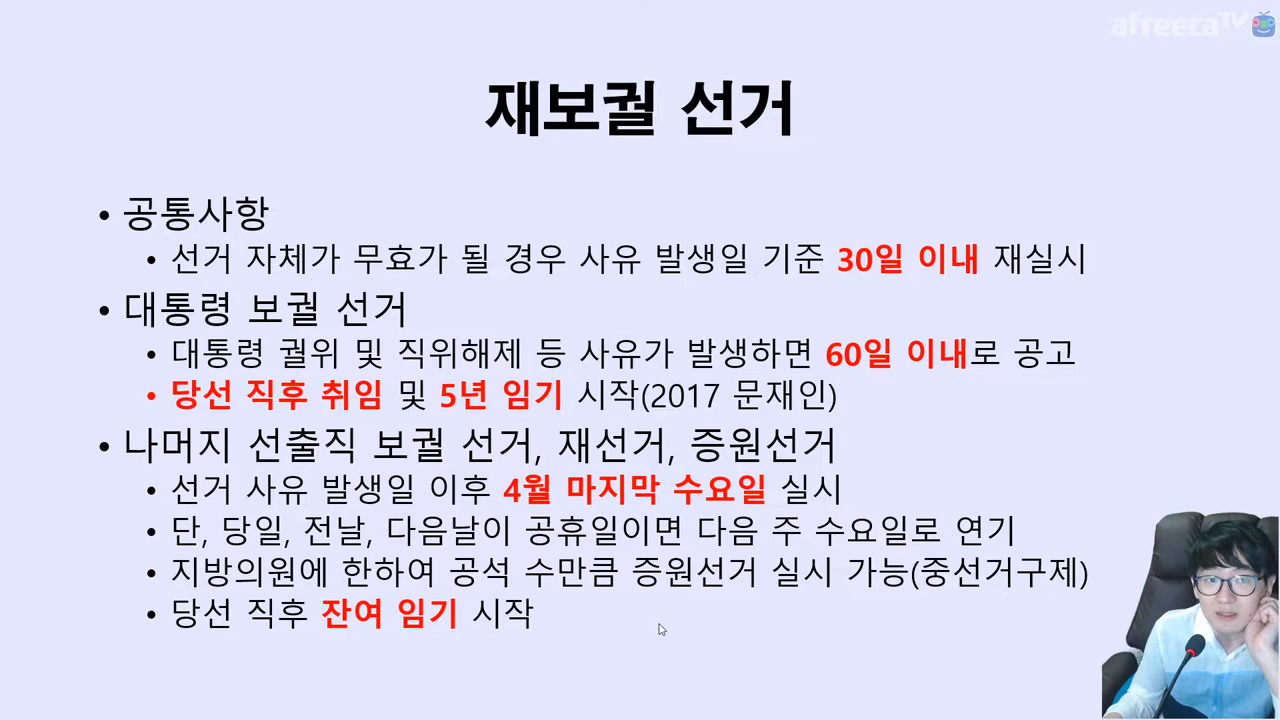 afreecaTV
재보궐 선거
• 공통사항
• 선거 자체가 무효가 될 경우 사유 발생일 기준 30일 이내 재실시
• 대통령 보궐 선거
• 대통령 궐위 및 직위해제 등 사유가 발생하면 60일 이내로 공고
• 당선 직후 취임 및 5년 임기 시작(2017 문재인)
• 나머지 선출직 보궐 선거, 재선거, 증원선거
• 선거 사유 발생일 이후 4월 마지막 수요일 실시
• 단, 당일, 전날, 다음날이 공휴일이면 다음 주 수요일로 연기
• 지방의원에 한하여 공석 수만큼 증원선거 실시 가능(중선거구제)
• 당선 직후 잔여 임기 시작